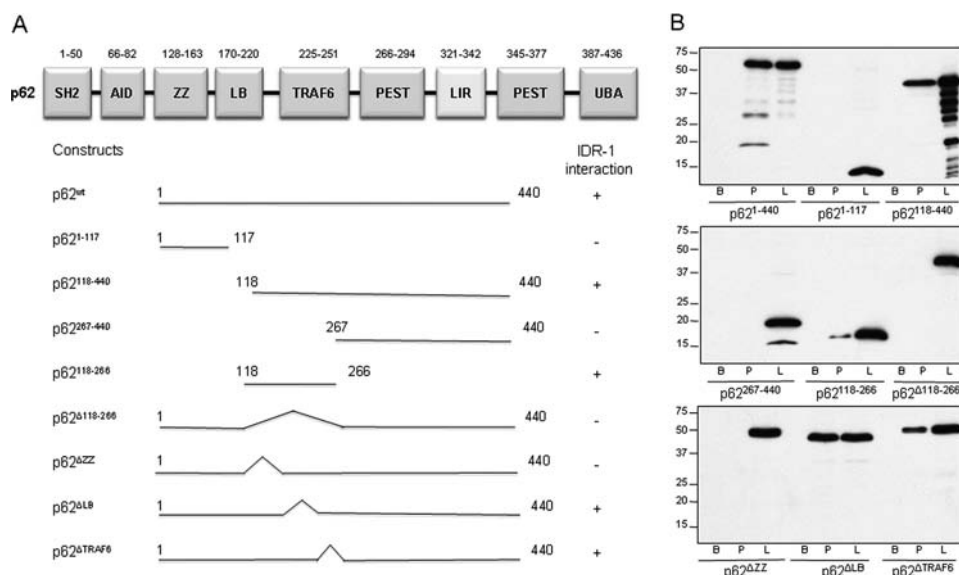 A
1-50 66-82 128-163 170-220 225-251 266-294 321-342 345-377 387-436
p62 SH2 AID ZZ LB TRAF6 PEST LIR PEST UBA
Constructs
IDR-1
interaction
p62wt 1 440 +
p621-117 1 117 -
p62118-440 118 440 +
p62267-440 267 440 -
p62118-266 118 266 +
p62Δ118-266 1 440 -
p62ΔZZ 1 440 -
p62ΔLB 1 440 +
p62ΔTRAF6 1 440 +
B
75
50
37
25
20
15
B P L B P L B P L
p621-440 p621-117 p62118-440
75
50
37
25
20
15
B P L B P L B P L
p62267-440 p62118-266 p62Δ118-266
75
50
37
25
20
15
B P L B P L B P L
p62ΔZZ p62ΔLB p62ΔTRAF6